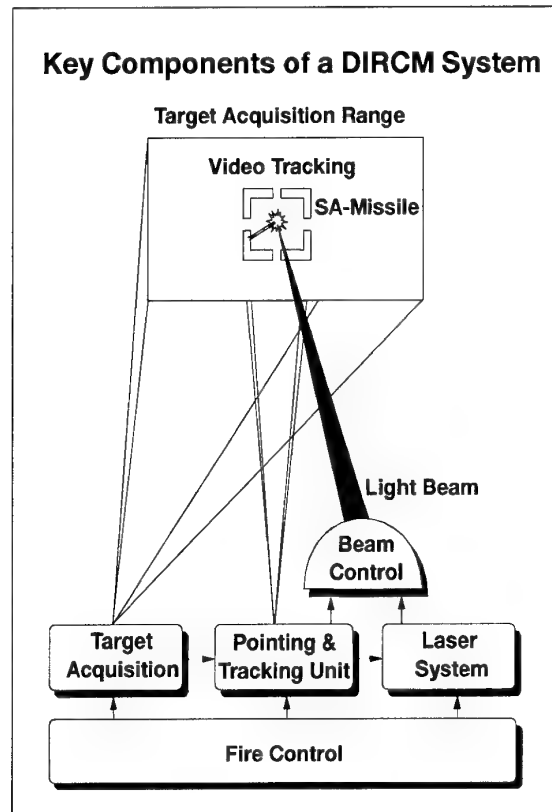 Key Components of a DIRCM System
Target Acquisition Range
Video Tracking
SA-Missile
Light Beam
Beam
Control
Target
Acquisition
Pointing &
Tracking Unit
Laser
System
Fire Control